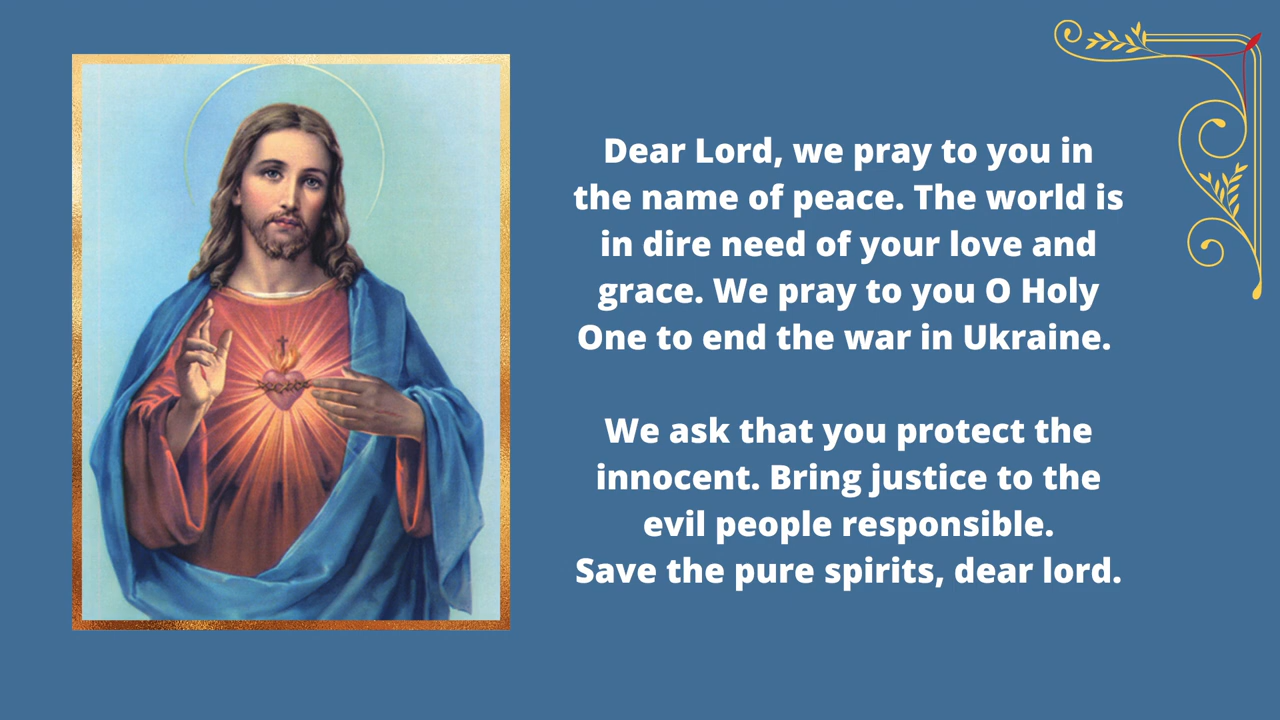 Dear Lord, we pray to you in
the name of peace. The world is
in dire need of your love and
grace. We pray to you O Holy
One to end the war in Ukraine.
We ask that you protect the
innocent. Bring justice to the
evil people responsible.
Save the pure spirits, dear lord.